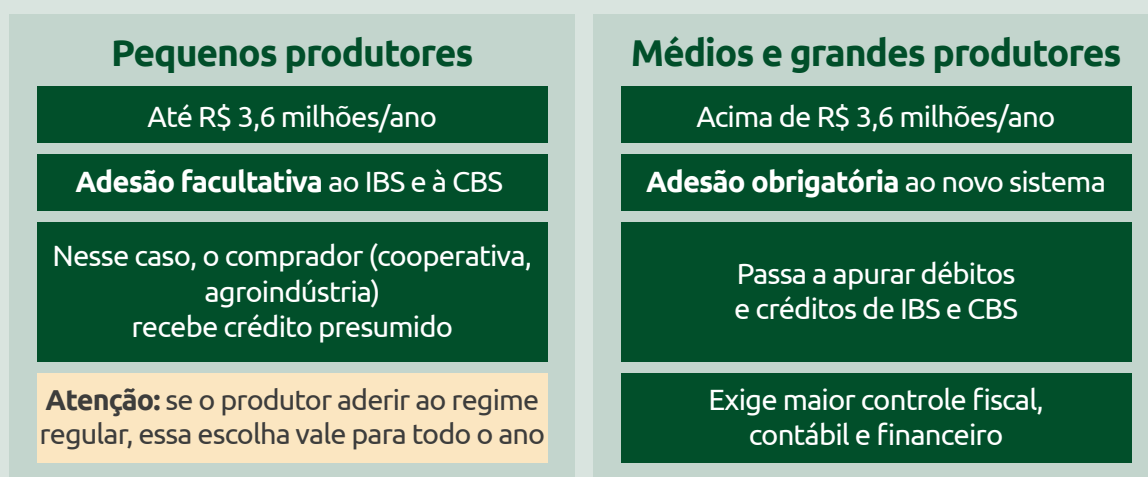 Pequenos produtores
Até R$ 3,6 milhões/ano
Adesão facultativa ao IBS e à CBS
Nesse caso, o comprador (cooperativa,
agroindústria)
recebe crédito presumido
Atenção: se o produtor aderir ao regime
regular, essa escolha vale para todo o ano
Médios e grandes produtores
Acima de R$ 3,6 milhões/ano
Adesão obrigatória ao novo sistema
Passa a apurar débitos
e créditos de IBS e CBS
Exige maior controle fiscal,
contábil e financeiro